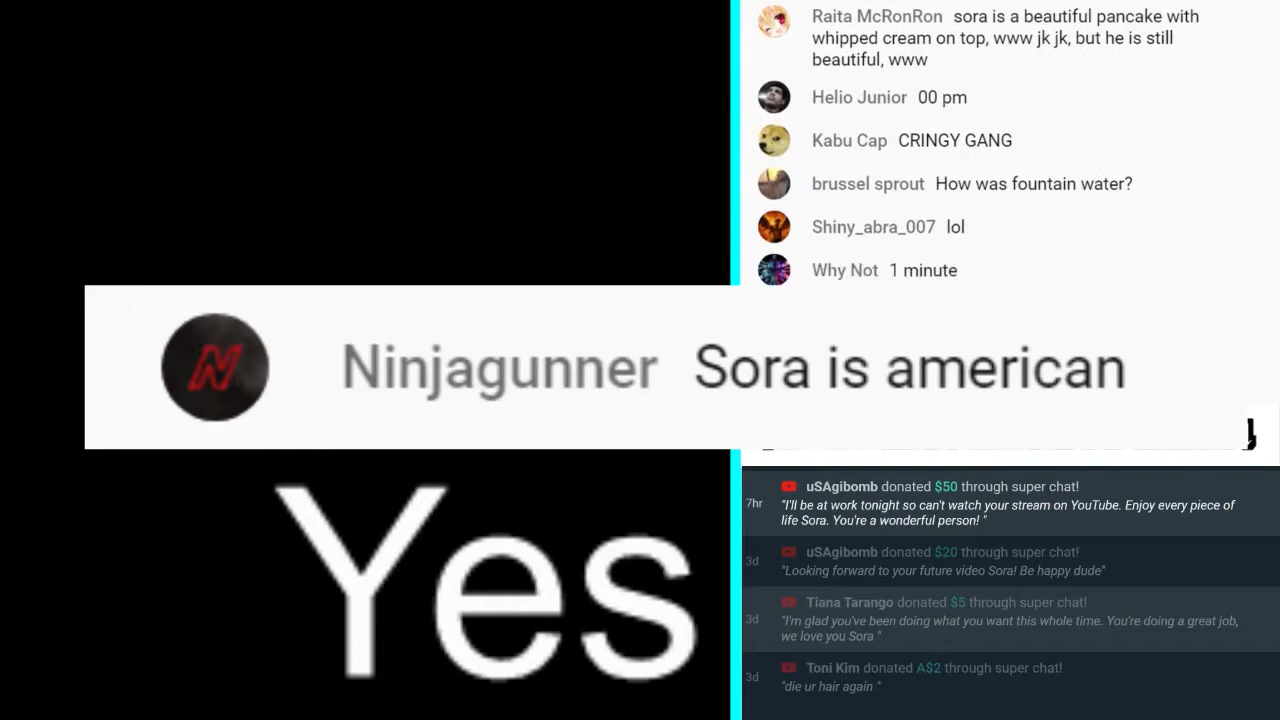 Raita McRonRon sora is a beautiful pancake with
whipped cream on top, www jk jk, but he is still
beautiful, www
Helio Junior 00 pm
Kabu Cap CRINGY GANG
brussel sprout How was fountain water?
Shiny_abra_007 lol
Why Not 1 minute
N Ninjagunner Sora is american
Yes
uSAgibomb donated $50 through super chat!
7hr
"I'll be at work tonight so can't watch your stream on YouTube. Enjoy every piece of
life Sora. You're a wonderful person! "
uSAgibomb donated $20 through super chat!
3d
"Looking forward to your future video Sora! Be happy dude"
Tiana Tarango donated $5 through super chat!
3d
"I'm glad you've been doing what you want this whole time. You're doing a great job,
we love you Sora "
Toni Kim donated A$2 through super chat!
3d
"die ur hair again "